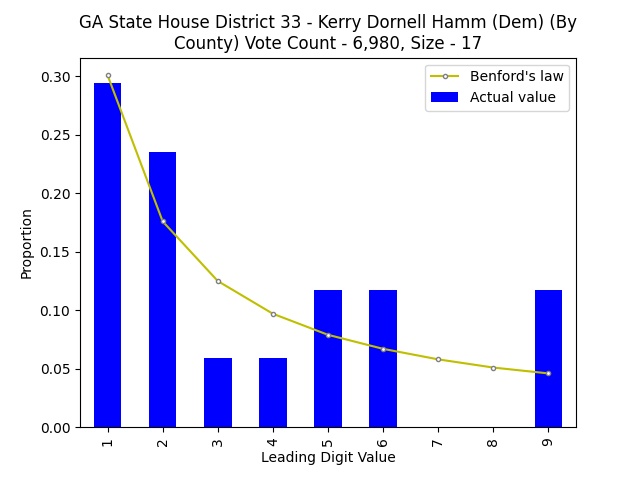 GA State House District 33 - Kerry Dornell Hamm (Dem) (By
County) Vote Count - 6,980, Size - 17
Benford's law
Actual value
0.30
0.25
0.20
0.15
0.10
0.05
0.00
Proportion
1 2 3 4 5 6 7 8 9
Leading Digit Value